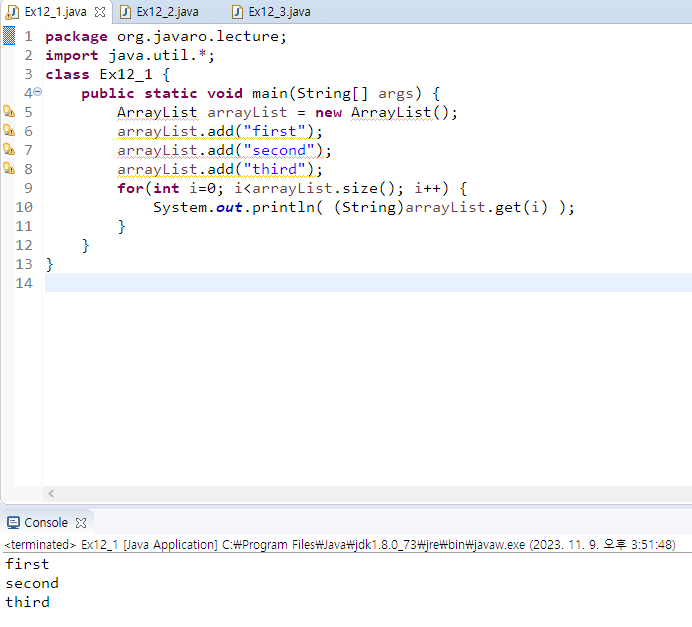 Ex12_1.java Ex12_2.java Ex12_3.java
1 package org.javaro.lecture;
2 import java.util.*;
3 class Ex12_1 {
4 public static void main(String[] args) {
5 ArrayList arrayList = new ArrayList();
6 arrayList.add("first");
7 arrayList.add("second");
8 arrayList.add("third");
9 for(int i=0; i<arrayList.size(); i++) {
10 System.out.println( (String)arrayList.get(i) );
11 }
12 }
13 }
14
Console
<terminated> Ex12_1 [Java Application] C:₩Program Files₩Java₩jdk1.8.0_73₩jre₩bin₩javaw.exe (2023. 11. 9. 오후 3:51:48)
first
second
third